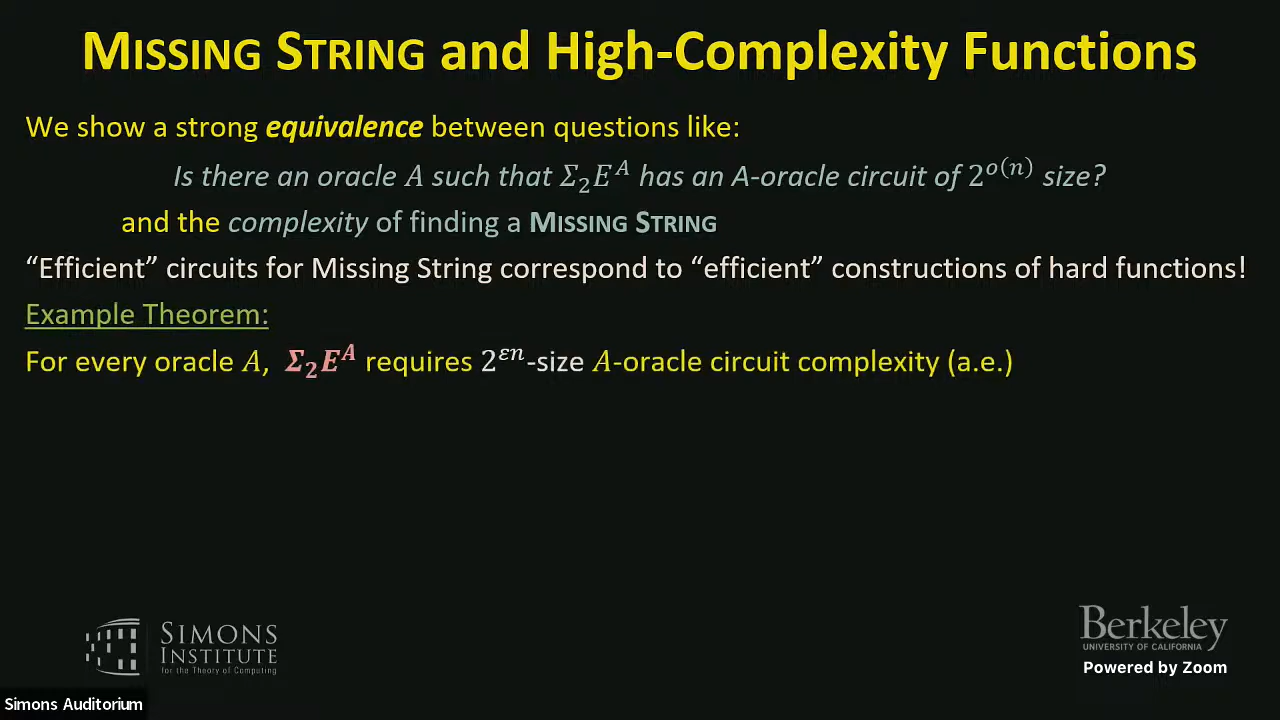 MISSING STRING and High-Complexity Functions
We show a strong equivalence between questions like:
Is there an oracle A such that Σ₂Eᴬ has an A-oracle circuit of 2^{o(n)} size?
and the complexity of finding a MISSING STRING
“Efficient” circuits for Missing String correspond to “efficient” constructions of hard functions!
Example Theorem:
For every oracle A, Σ₂Eᴬ requires 2^{εn}-size A-oracle circuit complexity (a.e.)
SIMONS
INSTITUTE
for the Theory of Computing
Berkeley
UNIVERSITY OF CALIFORNIA
Powered by Zoom
Simons Auditorium